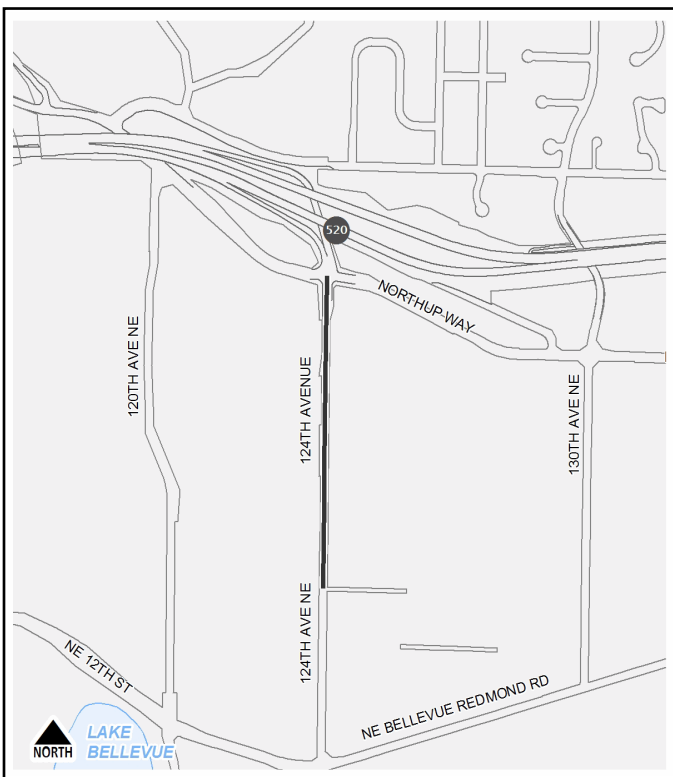 520
NORTHUP WAY
120TH AVE NE
124TH AVENUE
130TH AVE NE
124TH AVE NE
NE 12TH ST
NE BELLEVUE REDMOND RD
LAKE
BELLEVUE
NORTH